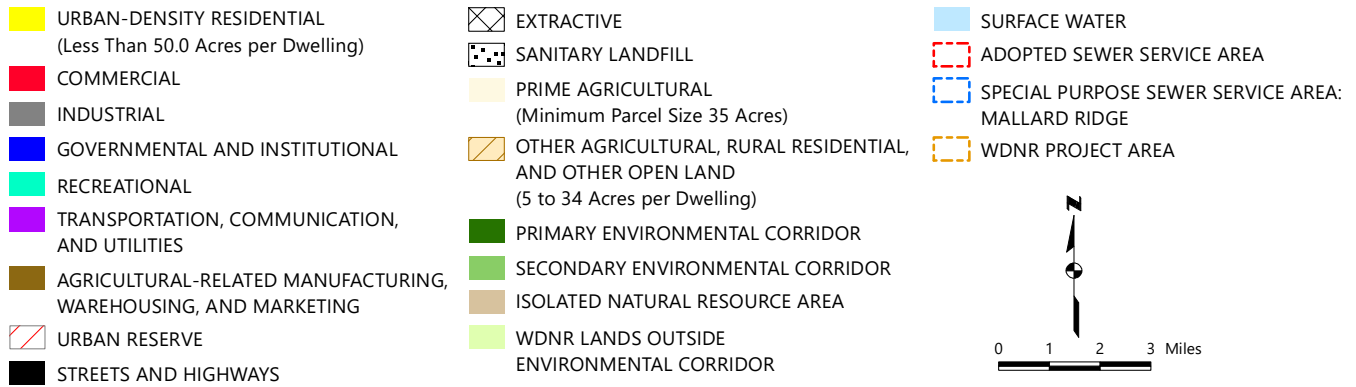 URBAN-DENSITY RESIDENTIAL
(Less Than 50.0 Acres per Dwelling)
COMMERCIAL
INDUSTRIAL
GOVERNMENTAL AND INSTITUTIONAL
RECREATIONAL
TRANSPORTATION, COMMUNICATION,
AND UTILITIES
AGRICULTURAL-RELATED MANUFACTURING,
WAREHOUSING, AND MARKETING
URBAN RESERVE
STREETS AND HIGHWAYS
EXTRACTIVE
SANITARY LANDFILL
PRIME AGRICULTURAL
(Minimum Parcel Size 35 Acres)
OTHER AGRICULTURAL, RURAL RESIDENTIAL,
AND OTHER OPEN LAND
(5 to 34 Acres per Dwelling)
PRIMARY ENVIRONMENTAL CORRIDOR
SECONDARY ENVIRONMENTAL CORRIDOR
ISOLATED NATURAL RESOURCE AREA
WDNR LANDS OUTSIDE
ENVIRONMENTAL CORRIDOR
SURFACE WATER
ADOPTED SEWER SERVICE AREA
SPECIAL PURPOSE SEWER SERVICE AREA:
MALLARD RIDGE
WDNR PROJECT AREA
N
0 1 2 3 Miles